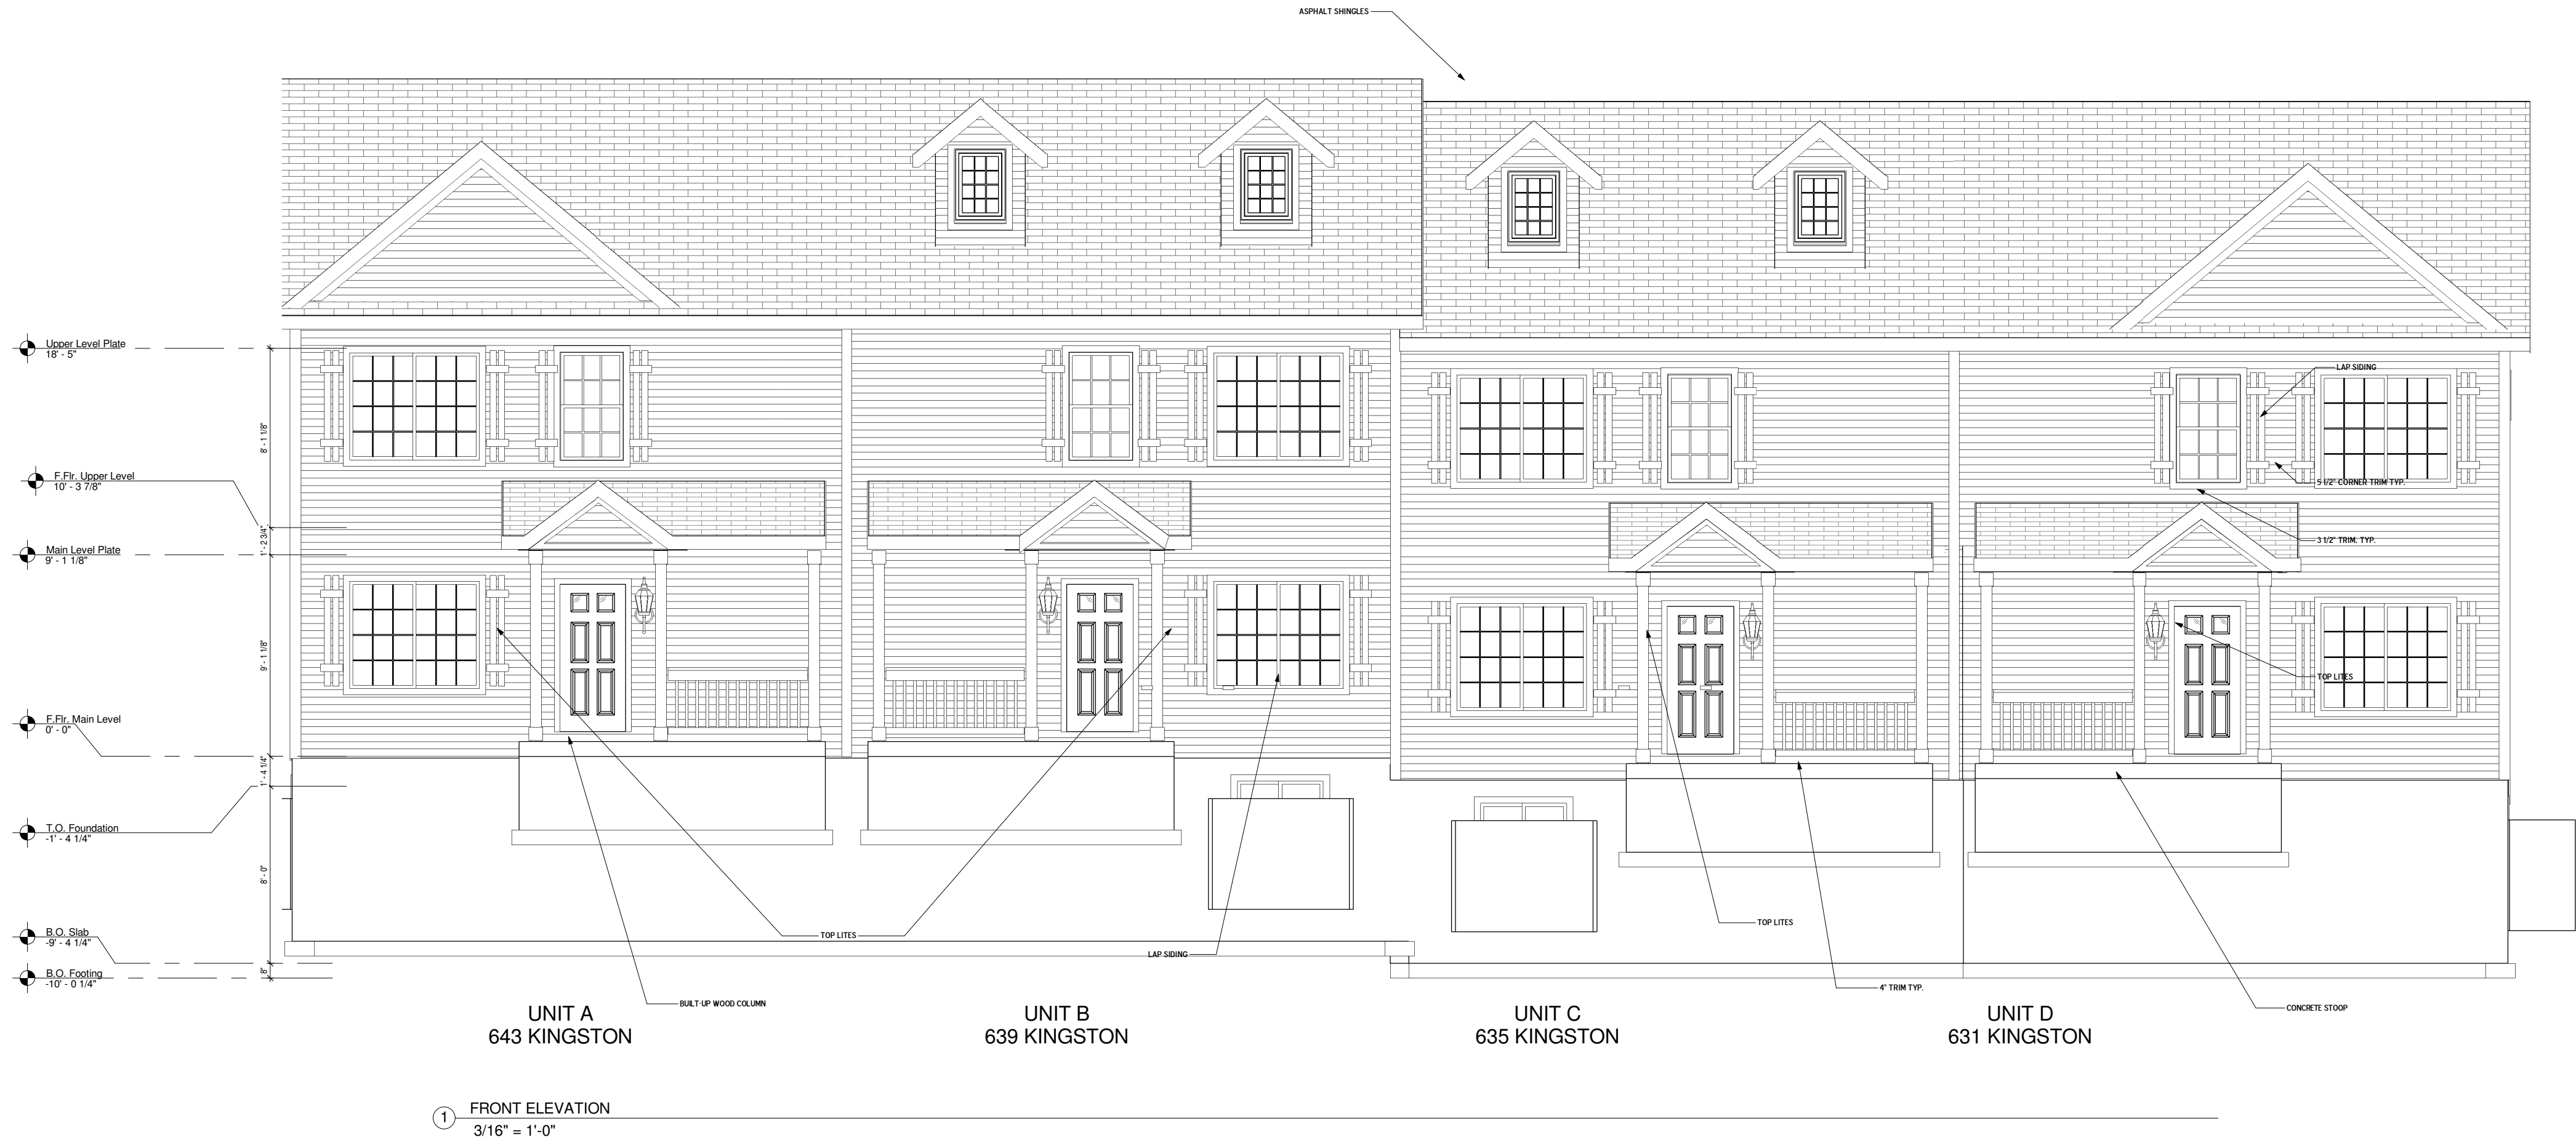 ASPHALT SHINGLES
Upper Level Plate
18' - 5"
8' - 1 1/8"
LAP SIDING
F.Flr. Upper Level
10' - 3 7/8"
5 1/2" CORNER TRIM TYP.
1' - 2 3/4"
3 1/2" TRIM. TYP.
Main Level Plate
9' - 1 1/8"
9' - 1 1/8"
TOP LITES
F.Flr. Main Level
0' - 0"
1' - 4 1/4"
T.O. Foundation
-1' - 4 1/4"
8' - 0"
TOP LITES
TOP LITES
B.O. Slab
-9' - 4 1/4"
LAP SIDING
8"
B.O. Footing
-10' - 0 1/4"
4" TRIM TYP.
BUILT-UP WOOD COLUMN
CONCRETE STOOP
UNIT A
643 KINGSTON
UNIT B
639 KINGSTON
UNIT C
635 KINGSTON
UNIT D
631 KINGSTON
1
FRONT ELEVATION
3/16" = 1'-0"